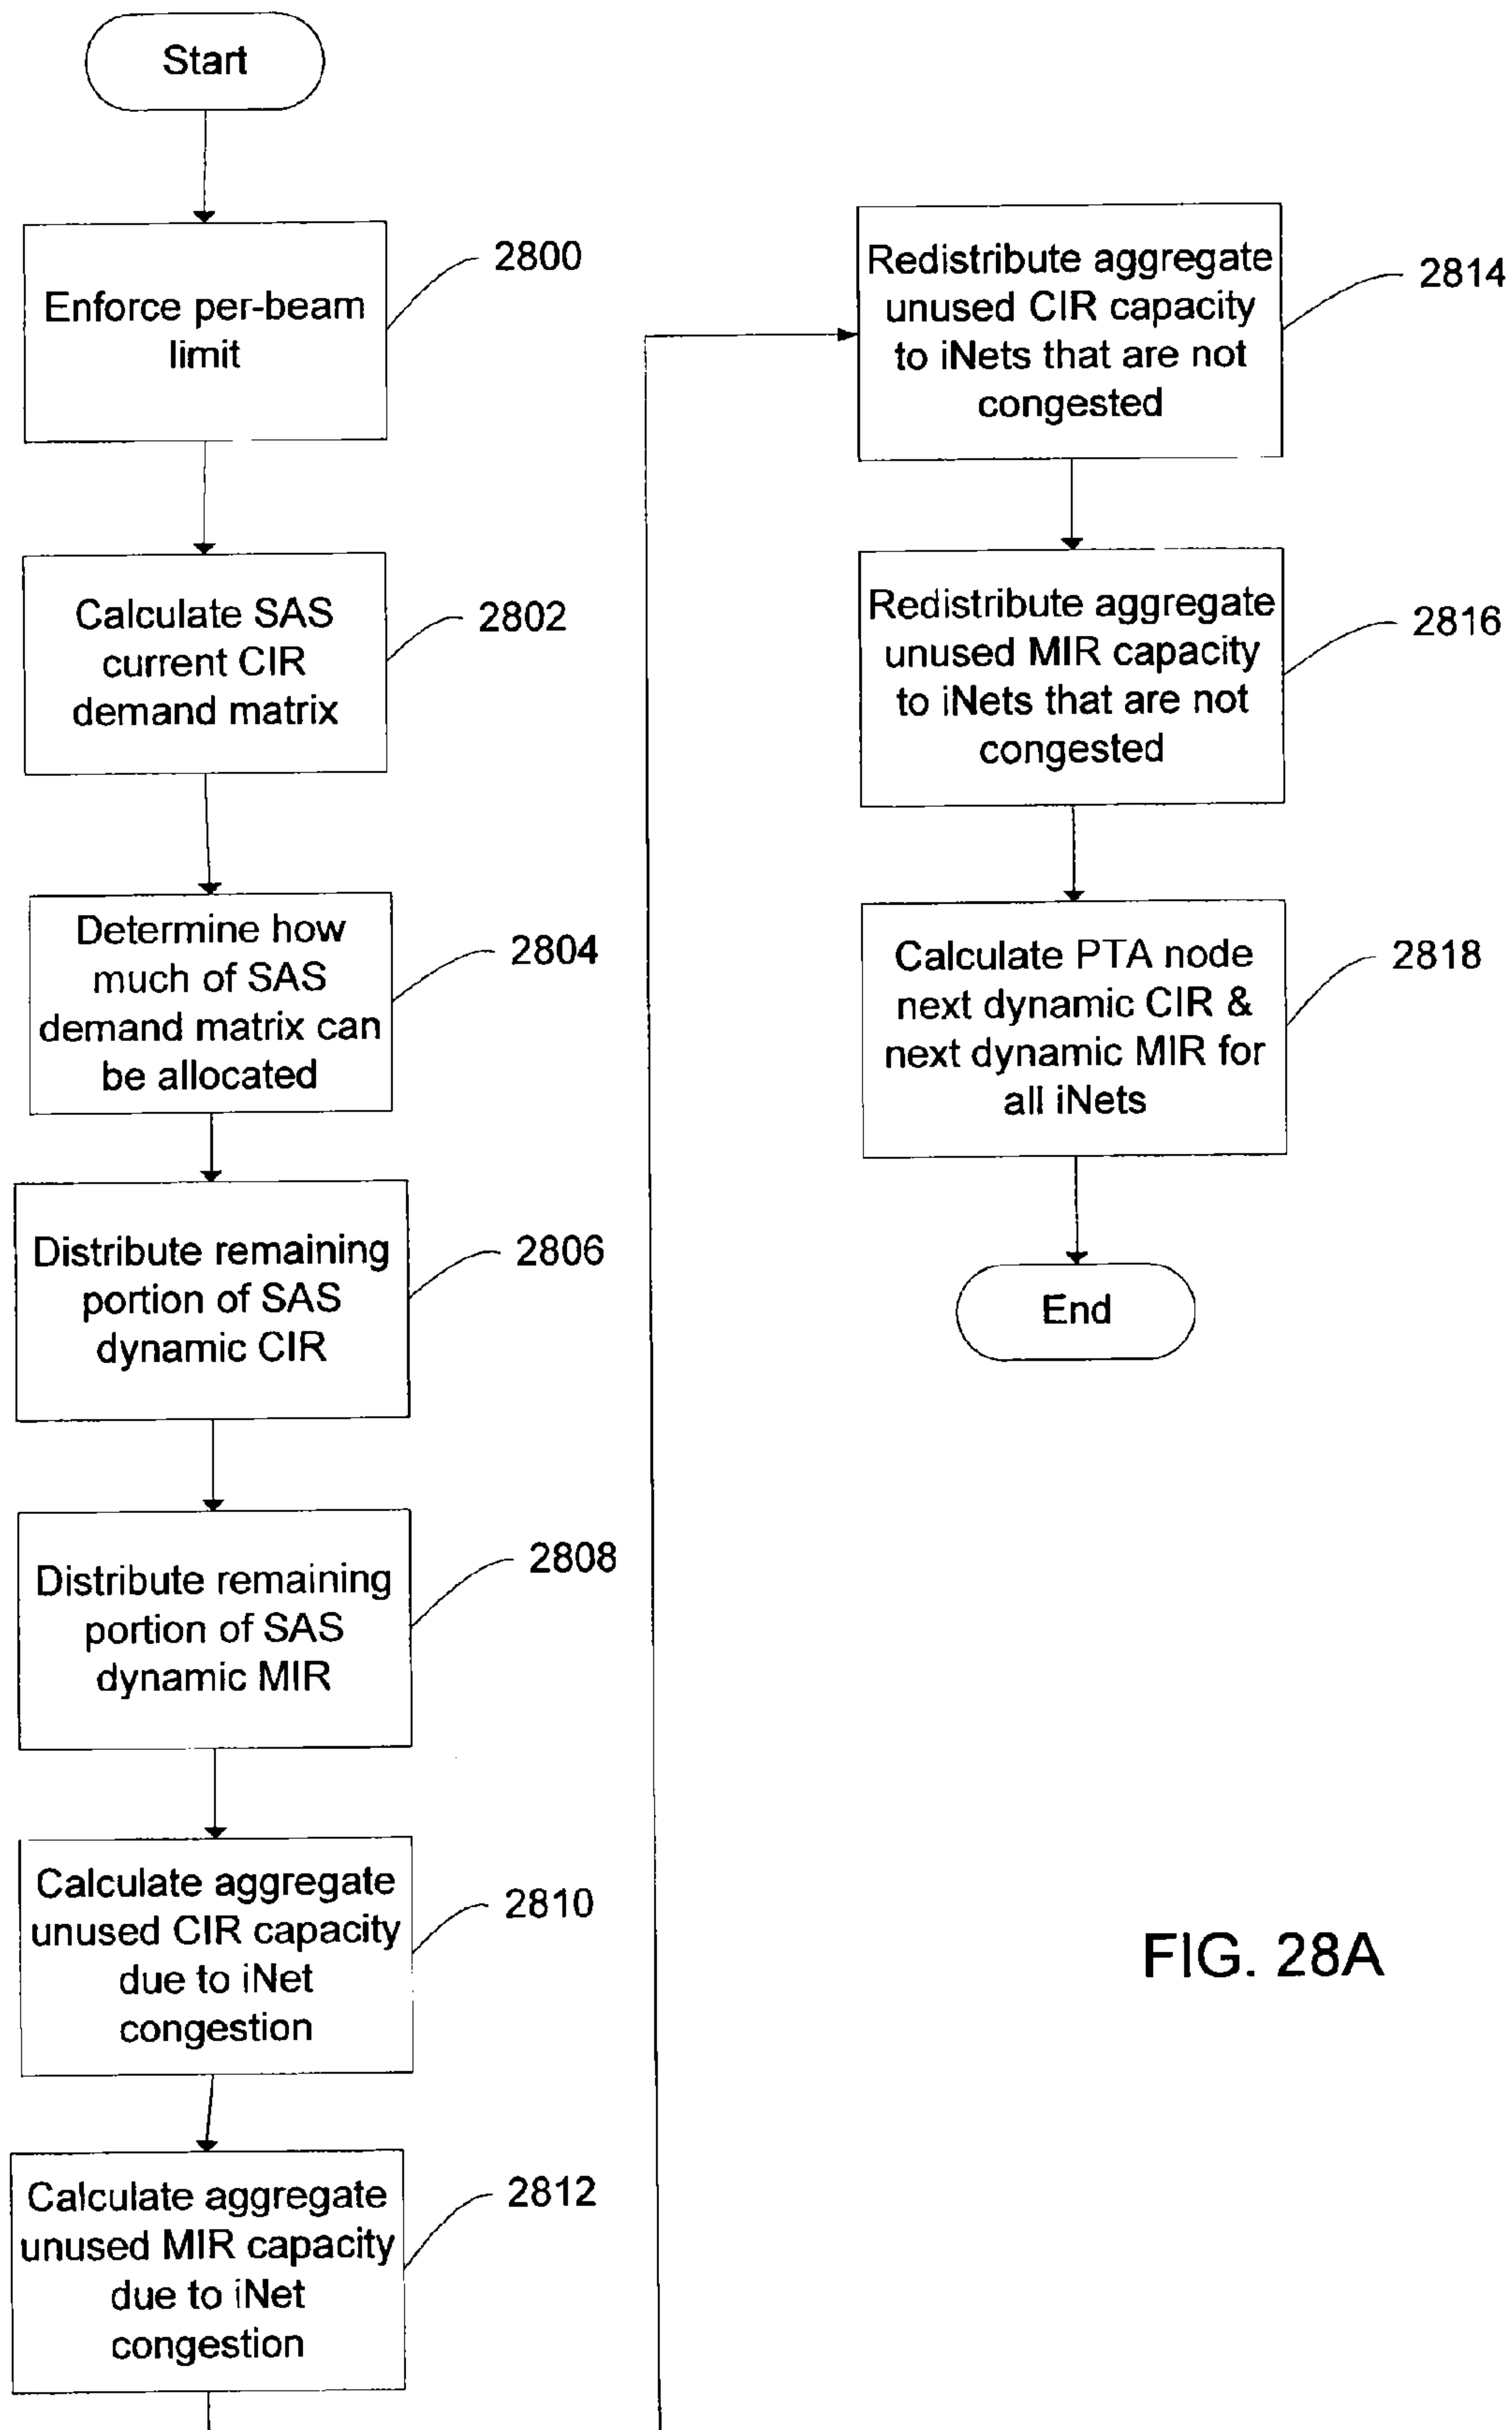 Start
Enforce per-beam
limit
2800
Calculate SAS
current CIR
demand matrix
2802
Determine how
much of SAS
demand matrix can
be allocated
2804
Distribute remaining
portion of SAS
dynamic CIR
2806
Distribute remaining
portion of SAS
dynamic MIR
2808
Calculate aggregate
unused CIR capacity
due to iNet
congestion
2810
Calculate aggregate
unused MIR capacity
due to iNet
congestion
2812
Redistribute aggregate
unused CIR capacity
to iNets that are not
congested
2814
Redistribute aggregate
unused MIR capacity
to iNets that are not
congested
2816
Calculate PTA node
next dynamic CIR &
next dynamic MIR for
all iNets
2818
End
FIG. 28A